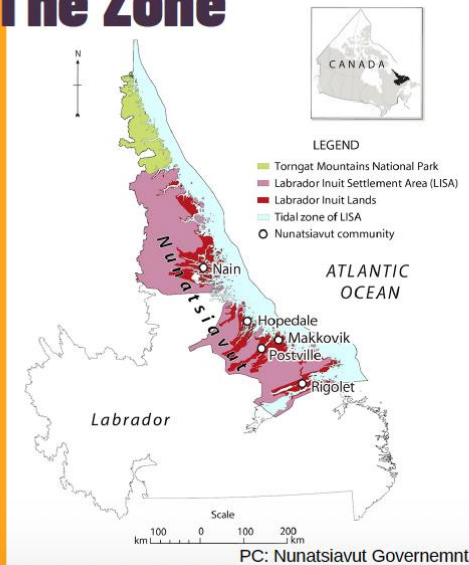 The Zone
N
CANADA
LEGEND
Torngat Mountains National Park
Labrador Inuit Settlement Area (LISA)
Labrador Inuit Lands
Tidal zone of LISA
Nunatsiavut community
Nunatsiavut
Nain
ATLANTIC
OCEAN
Hopedale
Makkovik
Postville
Rigolet
Labrador
Scale
100 0 100 200
km km
PC: Nunatsiavut Governemnt